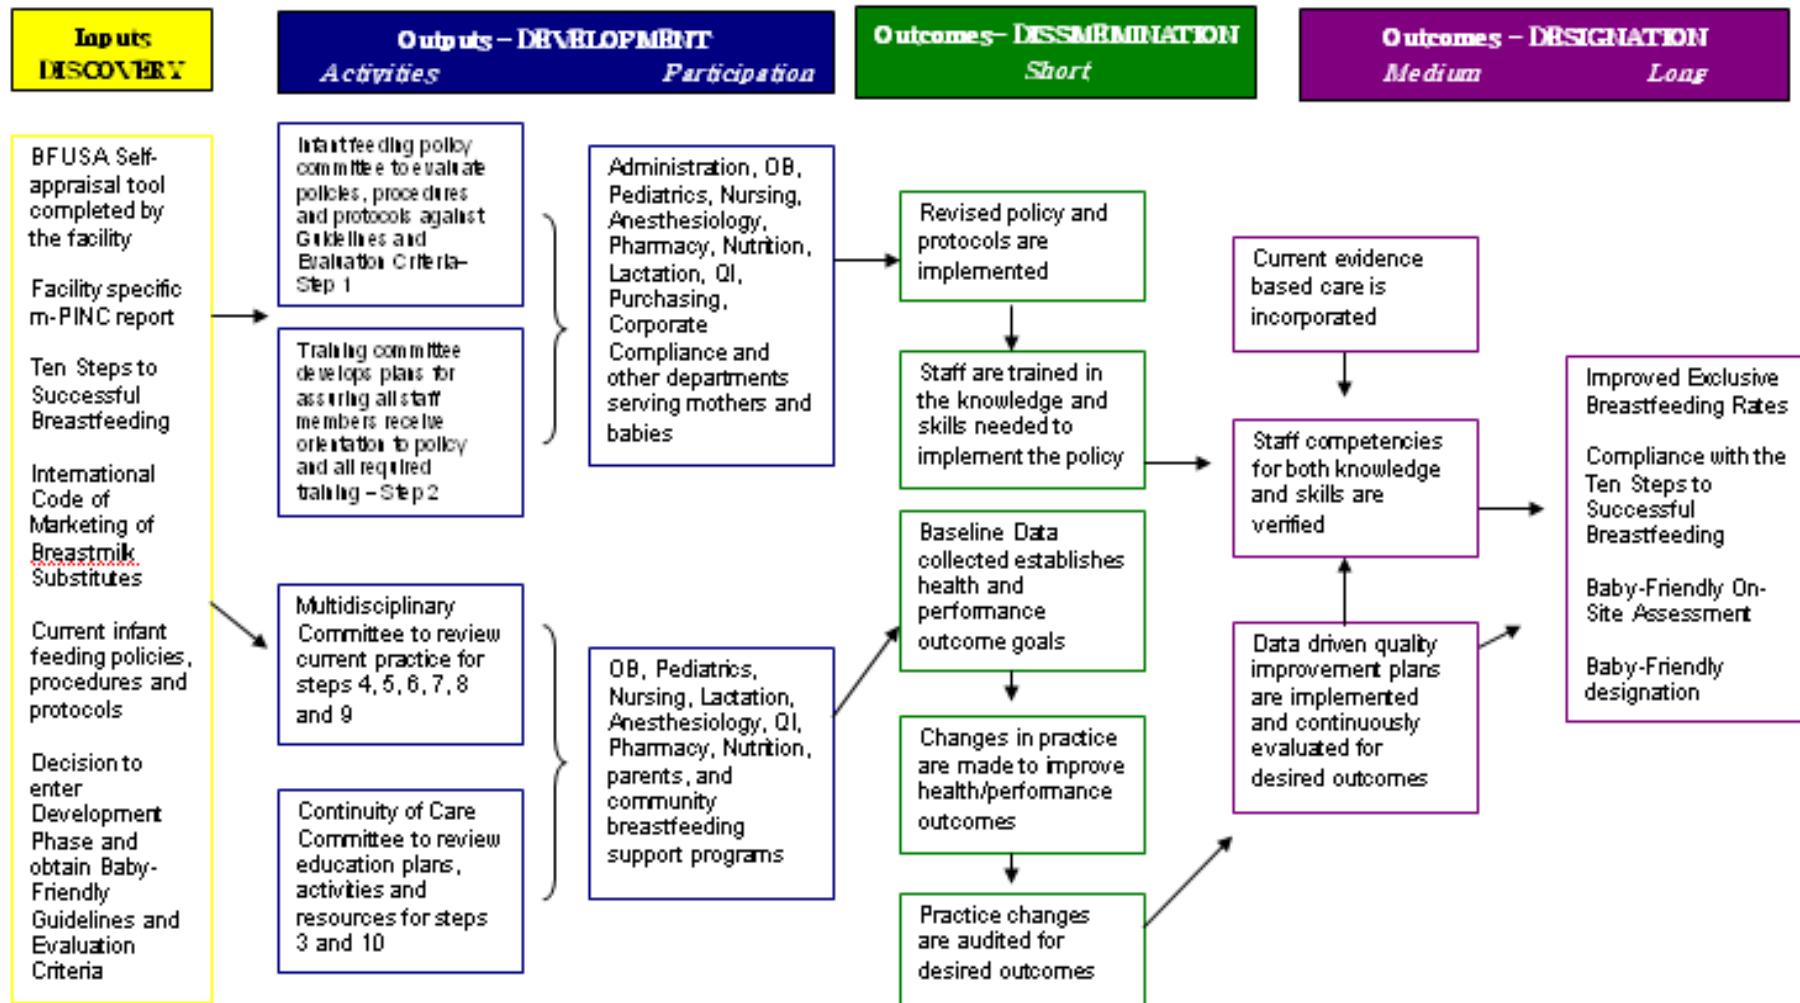 Inputs
DISCOVERY
Outputs – DEVELOPMENT
Activities Participation
Outcomes– DISSMEMINATION
Short
Outcomes – DESIGNATION
Medium Long
BFUSA Self-
appraisal tool
completed by
the facility
Facility specific
m-PINC report
Ten Steps to
Successful
Breastfeeding
International
Code of
Marketing of
Breastmilk
Substitutes
Current infant
feeding policies,
procedures and
protocols
Decision to
enter
Development
Phase and
obtain Baby-
Friendly
Guidelines and
Evaluation
Criteria
Infant feeding policy
committee to evaluate
policies, procedures
and protocols against
Guidelines and
Evaluation Criteria–
Step 1
Training committee
develops plans for
assuring all staff
members receive
orientation to policy
and all required
training – Step 2
Multidisciplinary
Committee to review
current practice for
steps 4, 5, 6, 7, 8
and 9
Continuity of Care
Committee to review
education plans,
activities and
resources for steps
3 and 10
Administration, OB,
Pediatrics, Nursing,
Anesthesiology,
Pharmacy, Nutrition,
Lactation, QI,
Purchasing,
Corporate
Compliance and
other departments
serving mothers and
babies
OB, Pediatrics,
Nursing, Lactation,
Anesthesiology, QI,
Pharmacy, Nutrition,
parents, and
community
breastfeeding
support programs
Revised policy and
protocols are
implemented
Staff are trained in
the knowledge and
skills needed to
implement the policy
Baseline Data
collected establishes
health and
performance
outcome goals
Changes in practice
are made to improve
health/performance
outcomes
Practice changes
are audited for
desired outcomes
Current evidence
based care is
incorporated
Staff competencies
for both knowledge
and skills are
verified
Data driven quality
improvement plans
are implemented
and continuously
evaluated for
desired outcomes
Improved Exclusive
Breastfeeding Rates
Compliance with the
Ten Steps to
Successful
Breastfeeding
Baby-Friendly On-
Site Assessment
Baby-Friendly
designation